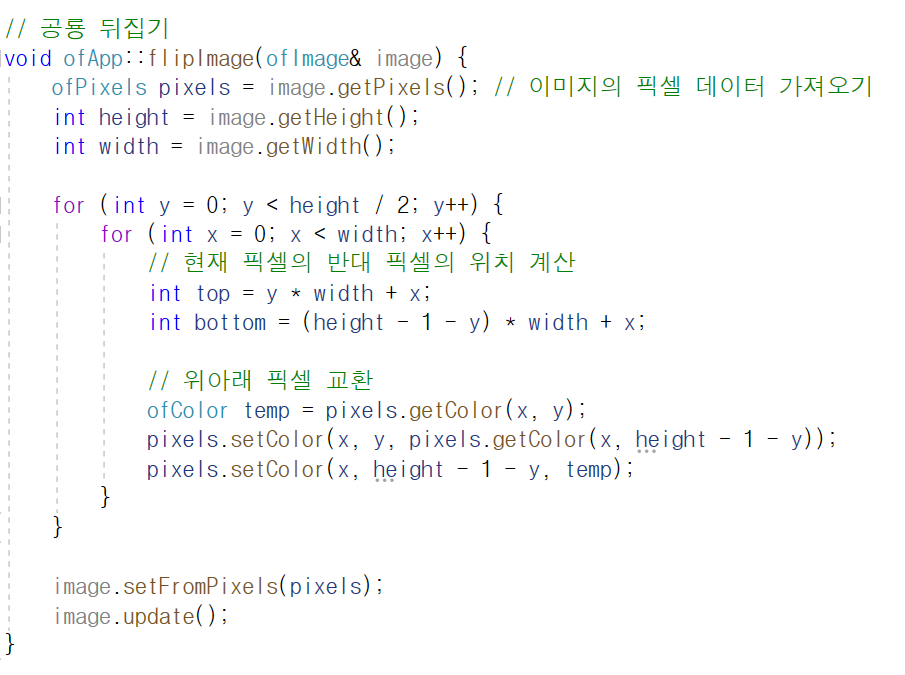 // 공룡 뒤집기
void ofApp::flipImage(ofImage& image) {
    ofPixels pixels = image.getPixels(); // 이미지의 픽셀 데이터 가져오기
    int height = image.getHeight();
    int width = image.getWidth();

    for (int y = 0; y < height / 2; y++) {
        for (int x = 0; x < width; x++) {
            // 현재 픽셀의 반대 픽셀의 위치 계산
            int top = y * width + x;
            int bottom = (height - 1 - y) * width + x;

            // 위아래 픽셀 교환
            ofColor temp = pixels.getColor(x, y);
            pixels.setColor(x, y, pixels.getColor(x, height - 1 - y));
            pixels.setColor(x, height - 1 - y, temp);
        }
    }

    image.setFromPixels(pixels);
    image.update();
}